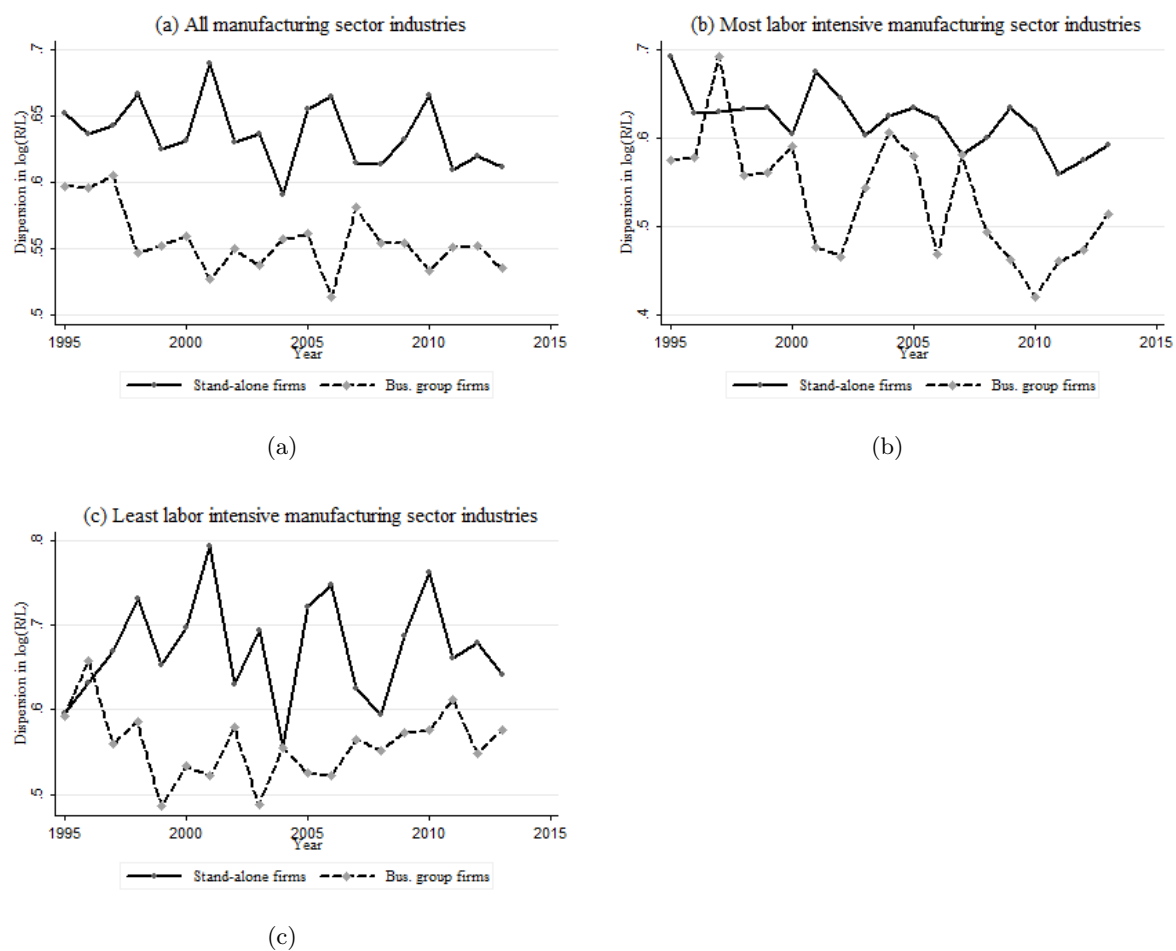 (a) All manufacturing sector industries
Dispersion in log(R/L)
.7
.65
.6
.55
.5
1995 2000 2005 2010 2015
Year
Stand-alone firms Bus. group firms
(a)
(b) Most labor intensive manufacturing sector industries
Dispersion in log(R/L)
.7
.6
.5
.4
1995 2000 2005 2010 2015
Year
Stand-alone firms Bus. group firms
(b)
(c) Least labor intensive manufacturing sector industries
Dispersion in log(R/L)
.8
.7
.6
.5
1995 2000 2005 2010 2015
Year
Stand-alone firms Bus. group firms
(c)